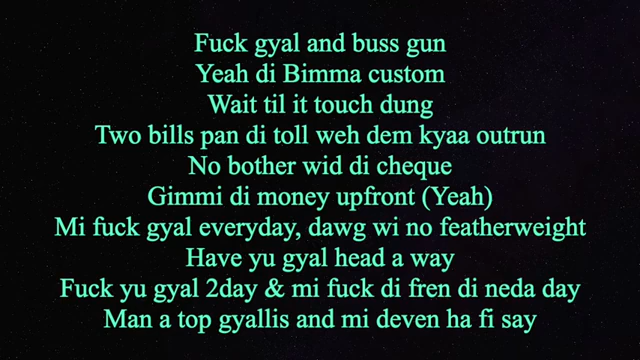 Fuck gyal and buss gun
Yeah di Bimma custom
Wait til it touch dung
Two bills pan di toll weh dem kyaa outrun
No bother wid di cheque
Gimmi di money upfront (Yeah)
Mi fuck gyal everyday, dawg wi no featherweight
Have yu gyal head a way
Fuck yu gyal 2day & mi fuck di fren di neda day
Man a top gyallis and mi deven ha fi say